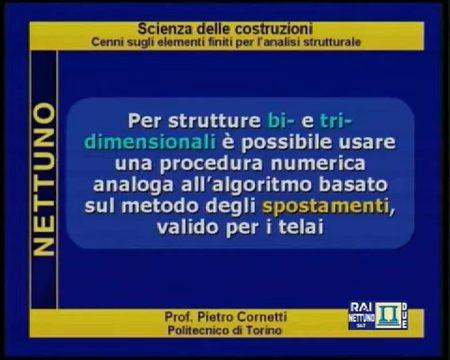 Scienza delle costruzioni
Cenni sugli elementi finiti per l'analisi strutturale
NETTUNO
Per strutture bi- e tri-
dimensionali è possibile usare
una procedura numerica
analoga all'algoritmo basato
sul metodo degli spostamenti,
valido per i telai
Prof. Pietro Cornetti
Politecnico di Torino
RAI
NETTUNO
SAT
DUE